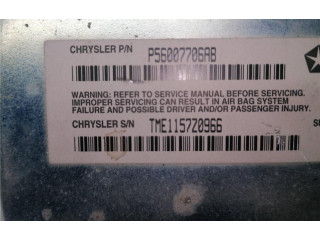 CHRYSLER P/N P56007706AB
WARNING: REFER TO SERVICE MANUAL BEFORE SERVICING.
IMPROPER SERVICING CAN RESULT IN AIR BAG SYSTEM
FAILURE AND POSSIBLE DRIVER AND/OR PASSENGER INJURY.
CHRYSLER S/N TME1157Z0966